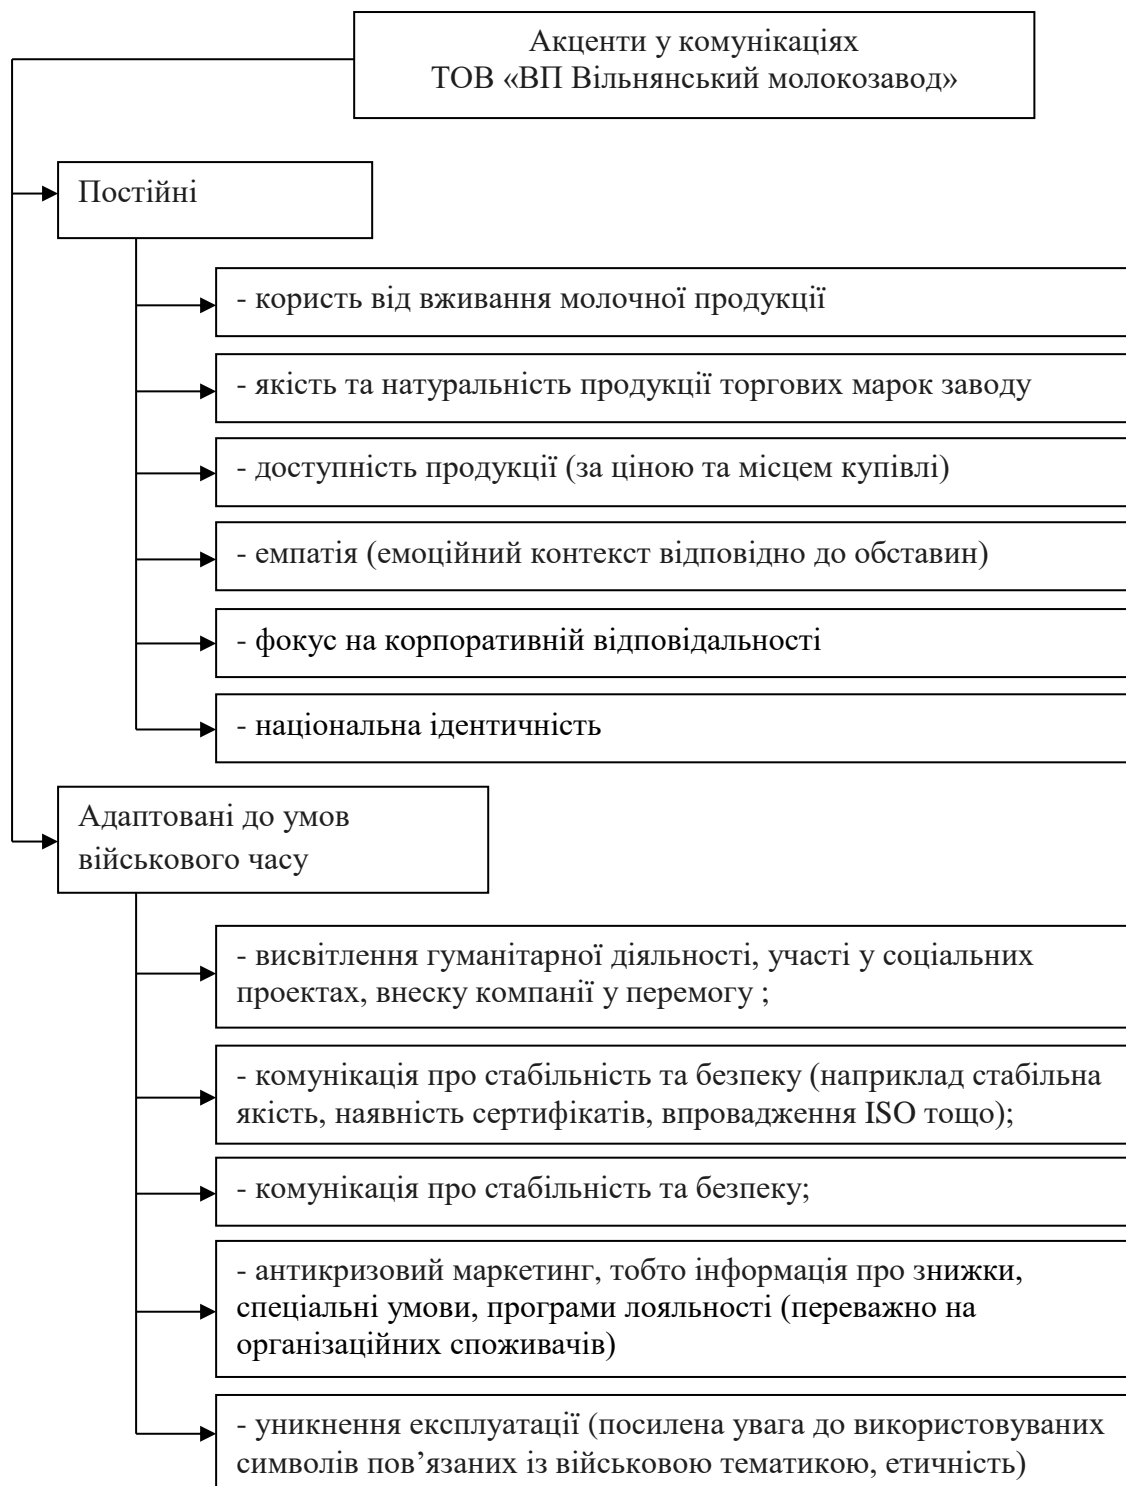 Акценти у комунікаціях
ТОВ «ВП Вільнянський молокозавод»
Постійні
- користь від вживання молочної продукції
- якість та натуральність продукції торгових марок заводу
- доступність продукції (за ціною та місцем купівлі)
- емпатія (емоційний контекст відповідно до обставин)
- фокус на корпоративній відповідальності
- національна ідентичність
Адаптовані до умов
військового часу
- висвітлення гуманітарної діяльності, участі у соціальних
проектах, внеску компанії у перемогу ;
- комунікація про стабільність та безпеку (наприклад стабільна
якість, наявність сертифікатів, впровадження ISO тощо);
- комунікація про стабільність та безпеку;
- антикризовий маркетинг, тобто інформація про знижки,
спеціальні умови, програми лояльності (переважно на
організаційних споживачів)
- уникнення експлуатації (посилена увага до використовуваних
символів пов’язаних із військовою тематикою, етичність)